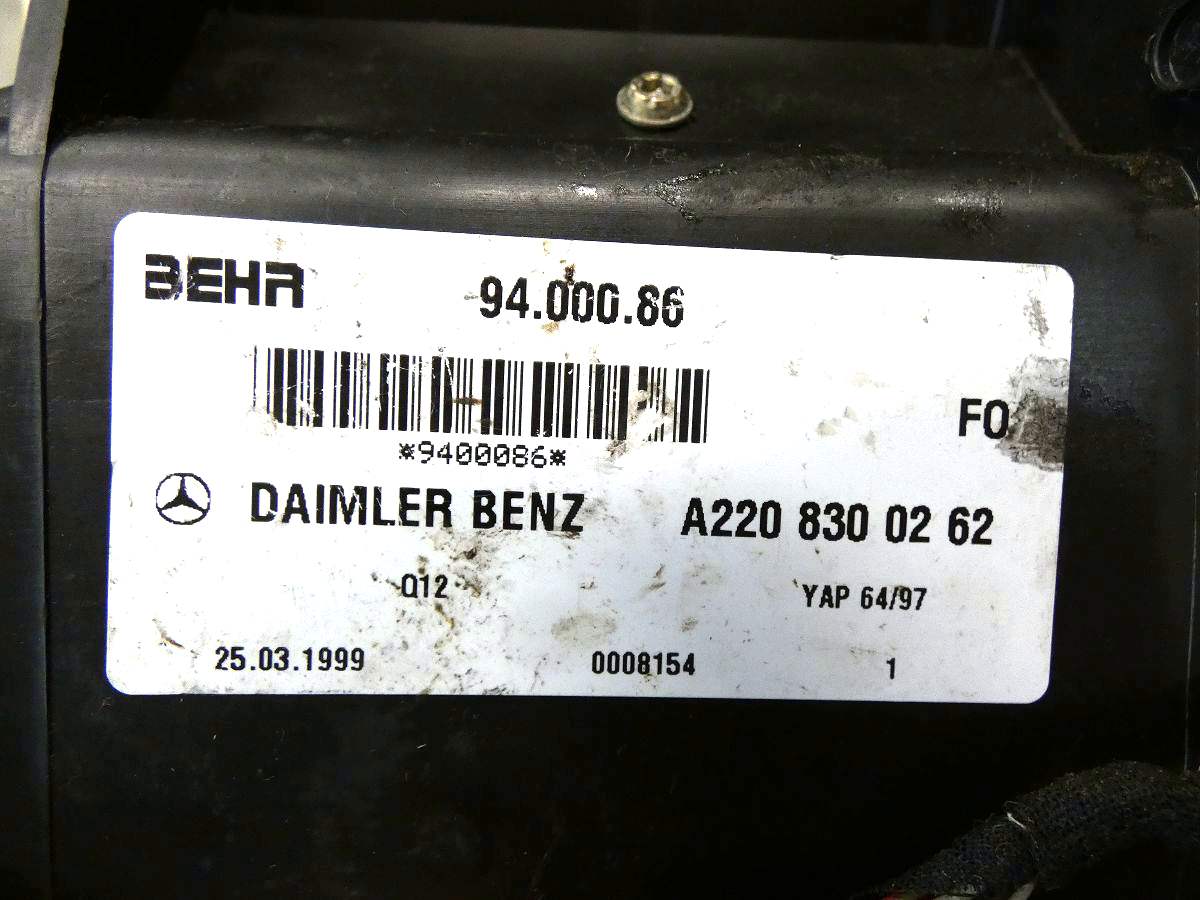 BEHR 94.000.86
*9400086*
FO
DAIMLER BENZ A220 830 02 62
Q12 YAP 64/97
25.03.1999 0008154 1